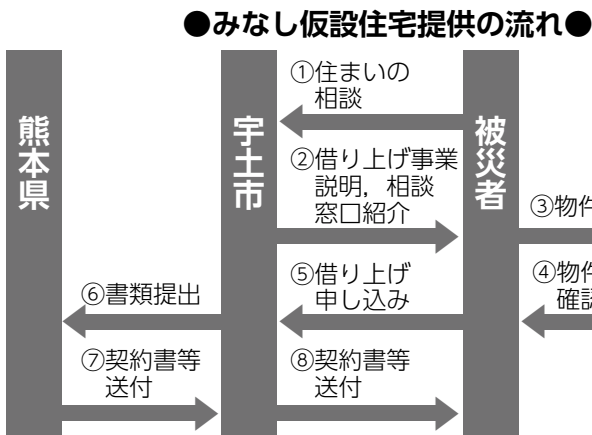 ●みなし仮設住宅提供の流れ●
熊本県
宇土市
被災者
①住まいの
相談
②借り上げ事業
説明，相談
窓口紹介
③物件
④物件
確認
⑤借り上げ
申し込み
⑥書類提出
⑦契約書等
送付
⑧契約書等
送付